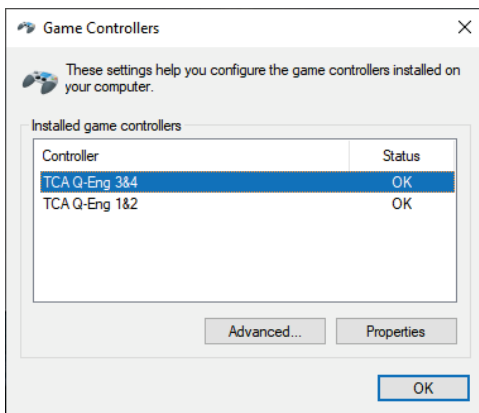 Game Controllers
These settings help you configure the game controllers installed on
your computer.
Installed game controllers
Controller Status
TCA Q-Eng 3&4 OK
TCA Q-Eng 1&2 OK
Advanced... Properties
OK